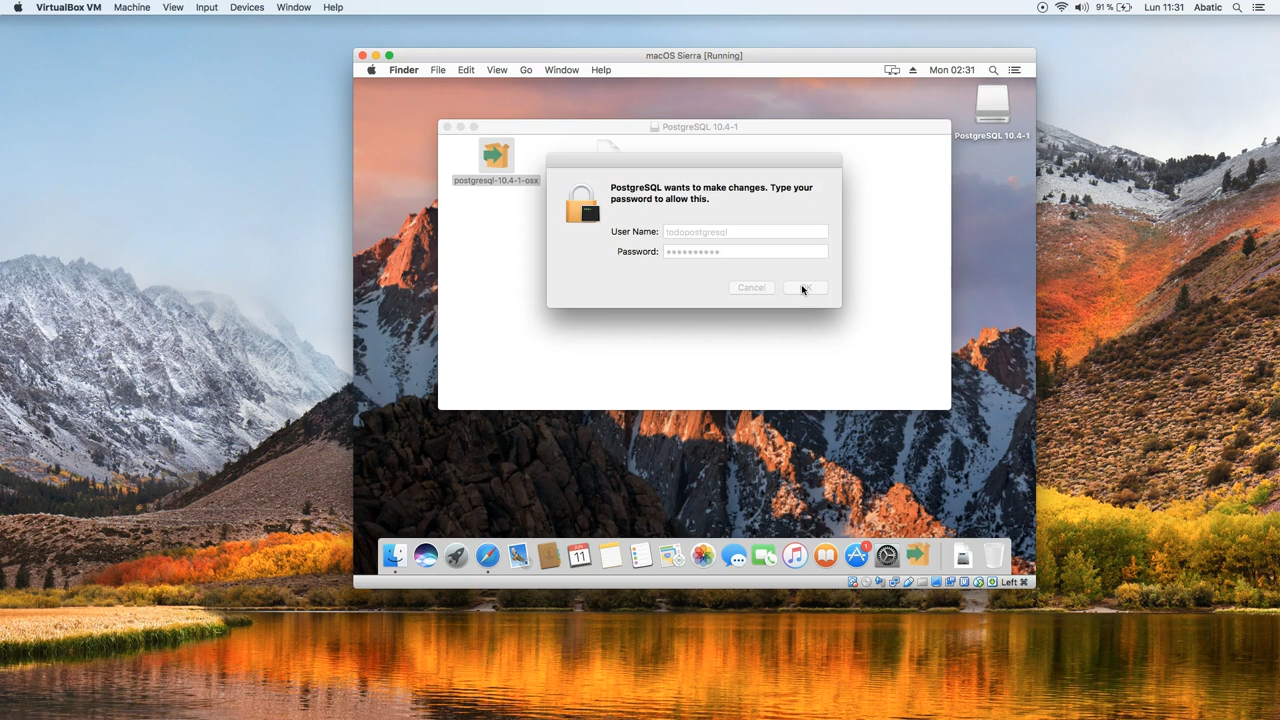 VirtualBox VM Machine View Input Devices Window Help 91 % Lun 11:31 Abatic
macOS Sierra [Running]
Finder File Edit View Go Window Help Mon 02:31
PostgreSQL 10.4-1
PostgreSQL 10.4-1
postgresql-10.4-1-osx
PostgreSQL wants to make changes. Type your
password to allow this.
User Name: todopostgresql
Password: ••••••••••
Cancel
JUN
11
1
Left ⌘